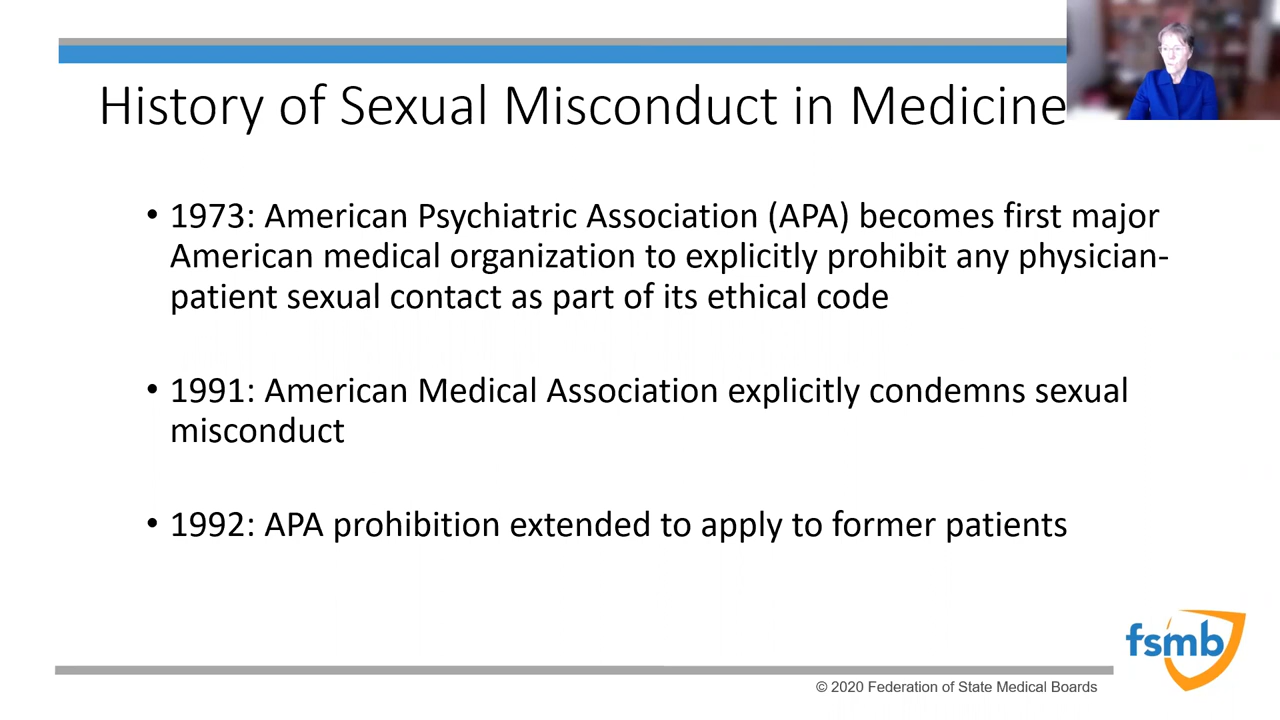 History of Sexual Misconduct in Medicine
• 1973: American Psychiatric Association (APA) becomes first major
American medical organization to explicitly prohibit any physician-
patient sexual contact as part of its ethical code
• 1991: American Medical Association explicitly condemns sexual
misconduct
• 1992: APA prohibition extended to apply to former patients
fsmb
© 2020 Federation of State Medical Boards